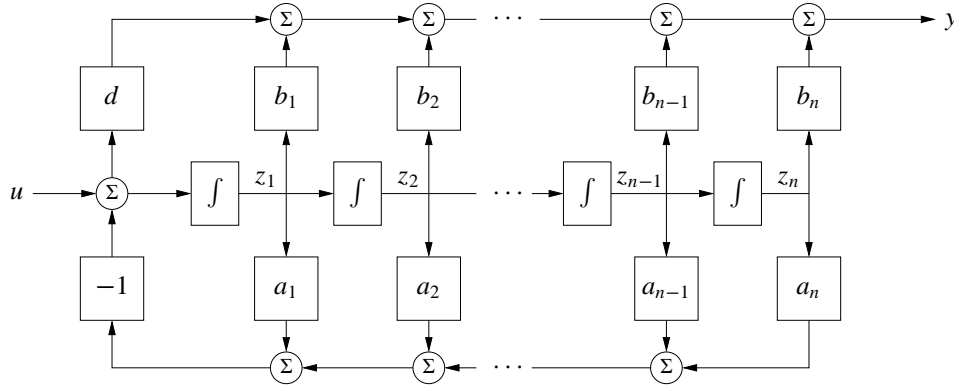 Σ Σ ⋯ Σ Σ y
d b₁ b₂ bₙ₋₁ bₙ
u Σ ∫ z₁ ∫ z₂ ⋯ ∫ zₙ₋₁ ∫ zₙ
−1 a₁ a₂ aₙ₋₁ aₙ
Σ Σ ⋯ Σ